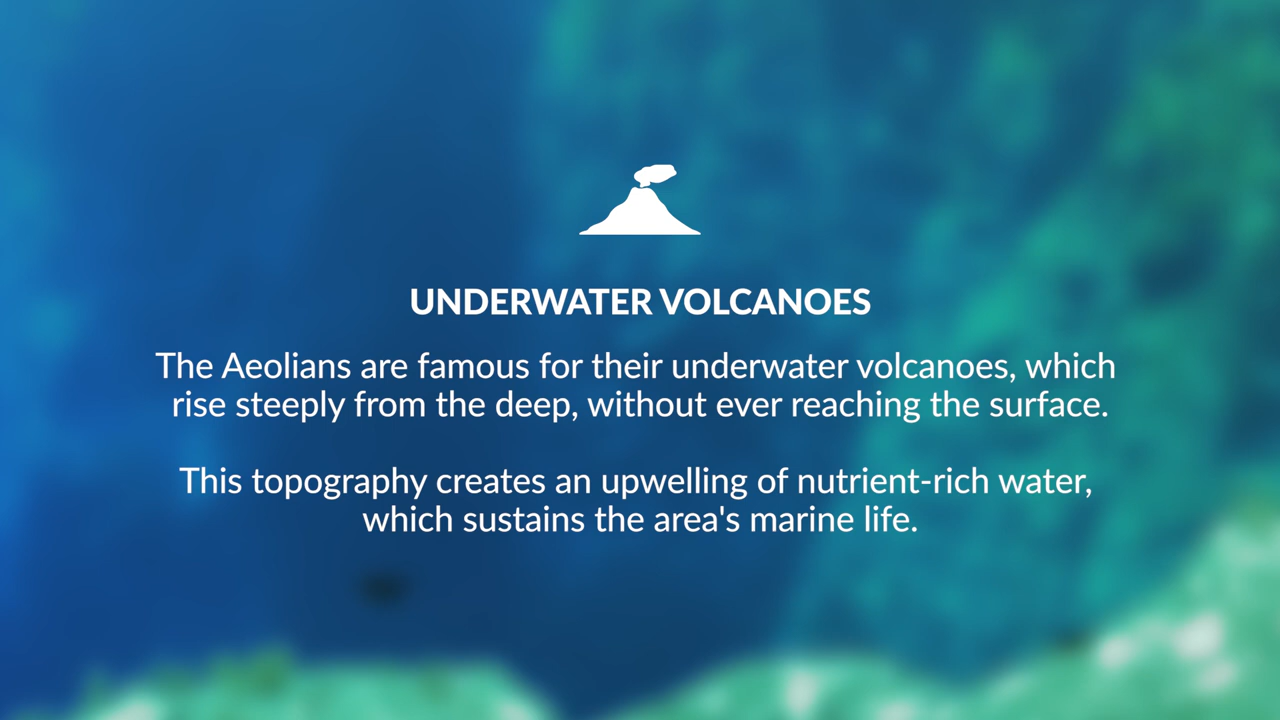 UNDERWATER VOLCANOES
The Aeolians are famous for their underwater volcanoes, which
rise steeply from the deep, without ever reaching the surface.
This topography creates an upwelling of nutrient-rich water,
which sustains the area's marine life.